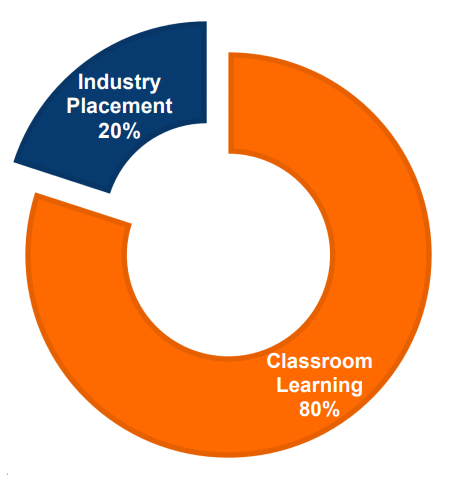 Industry
Placement
20%
Classroom
Learning
80%